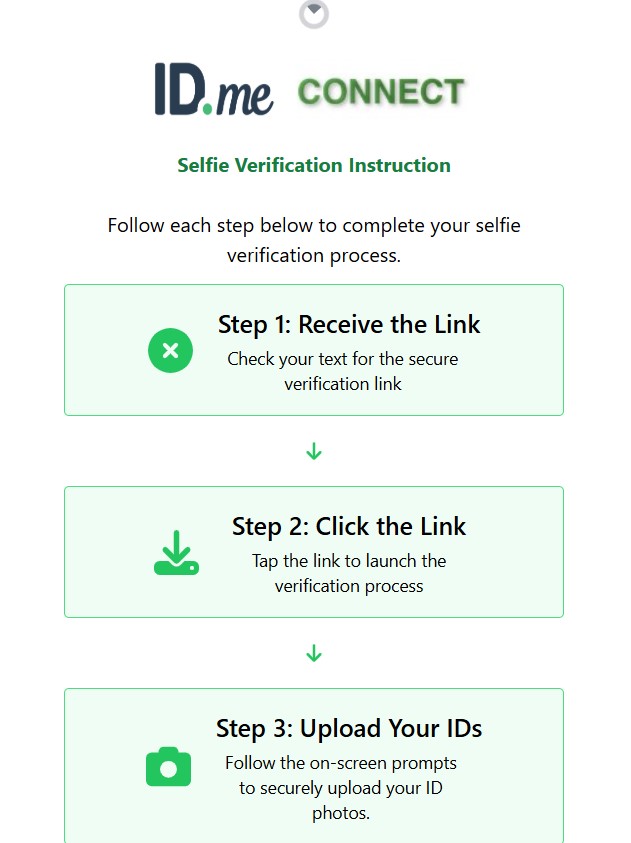 ID.me CONNECT
Selfie Verification Instruction
Follow each step below to complete your selfie
verification process.
Step 1: Receive the Link
Check your text for the secure
verification link
Step 2: Click the Link
Tap the link to launch the
verification process
Step 3: Upload Your IDs
Follow the on-screen prompts
to securely upload your ID
photos.